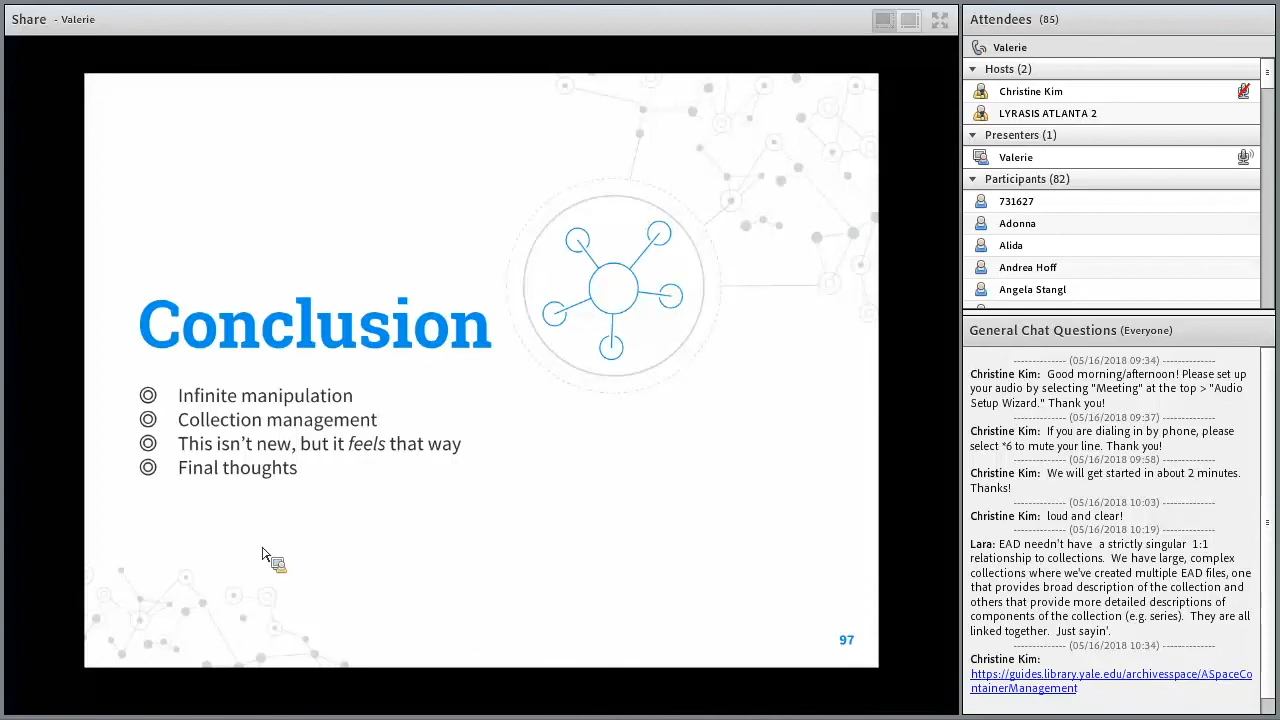 Share - Valerie
Conclusion
Infinite manipulation
Collection management
This isn't new, but it feels that way
Final thoughts
97
Attendees (85)
Valerie
Hosts (2)
Christine Kim
LYRASIS ATLANTA 2
Presenters (1)
Valerie
Participants (82)
731627
Adonna
Alida
Andrea Hoff
Angela Stangl
General Chat Questions (Everyone)
-------------- (05/16/2018 09:34) --------------
Christine Kim: Good morning/afternoon! Please set up
your audio by selecting "Meeting" at the top > "Audio
Setup Wizard." Thank you!
-------------- (05/16/2018 09:37) --------------
Christine Kim: If you are dialing in by phone, please
select *6 to mute your line. Thank you!
-------------- (05/16/2018 09:58) --------------
Christine Kim: We will get started in about 2 minutes.
Thanks!
-------------- (05/16/2018 10:03) --------------
Christine Kim: loud and clear!
-------------- (05/16/2018 10:19) --------------
Lara: EAD needn't have a strictly singular 1:1
relationship to collections. We have large, complex
collections where we've created multiple EAD files, one
that provides broad description of the collection and
others that provide more detailed descriptions of
components of the collection (e.g. series). They are all
linked together. Just sayin'.
-------------- (05/16/2018 10:34) --------------
Christine Kim:
https://guides.library.yale.edu/archivesspace/ASpaceCo
ntainerManagement